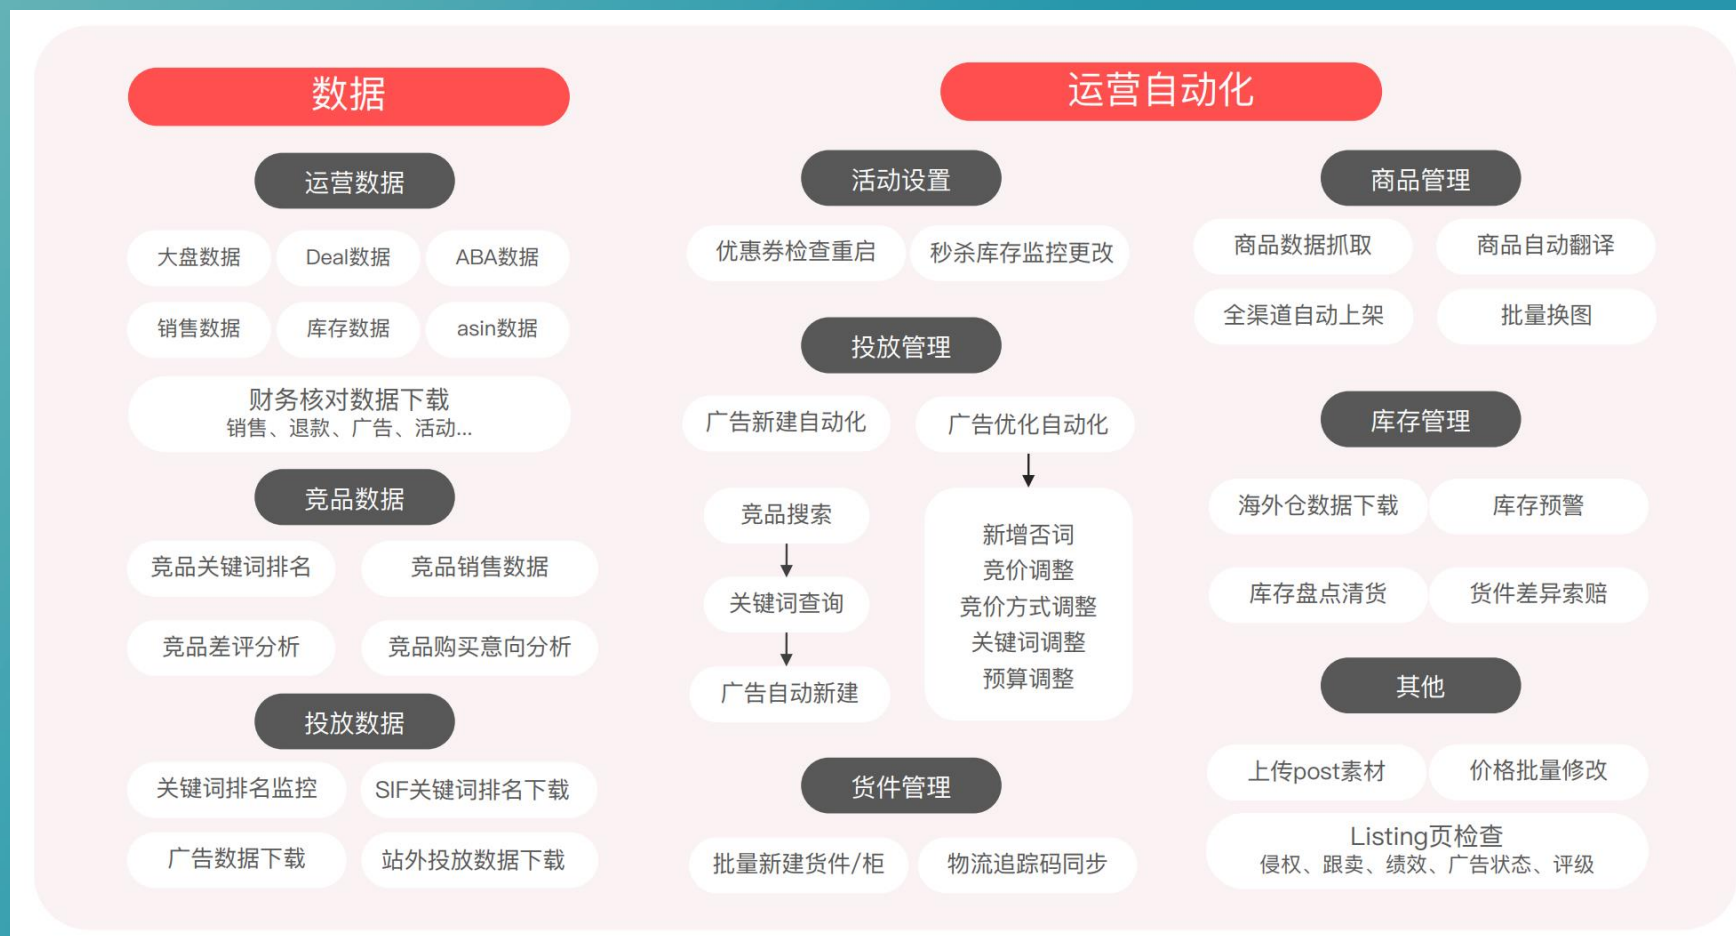 数据
运营数据
大盘数据
Deal数据
ABA数据
销售数据
库存数据
asin数据
财务核对数据下载
销售、退款、广告、活动...
竞品数据
竞品关键词排名
竞品销售数据
竞品差评分析
竞品购买意向分析
投放数据
关键词排名监控
SIF关键词排名下载
广告数据下载
站外投放数据下载
运营自动化
活动设置
优惠券检查重启
秒杀库存监控更改
投放管理
广告新建自动化
广告优化自动化
竞品搜索
关键词查询
广告自动新建
新增否词
竞价调整
竞价方式调整
关键词调整
预算调整
货件管理
批量新建货件/柜
物流追踪码同步
商品管理
商品数据抓取
商品自动翻译
全渠道自动上架
批量换图
库存管理
海外仓数据下载
库存预警
库存盘点清货
货件差异索赔
其他
上传post素材
价格批量修改
Listing页检查
侵权、跟卖、绩效、广告状态、评级